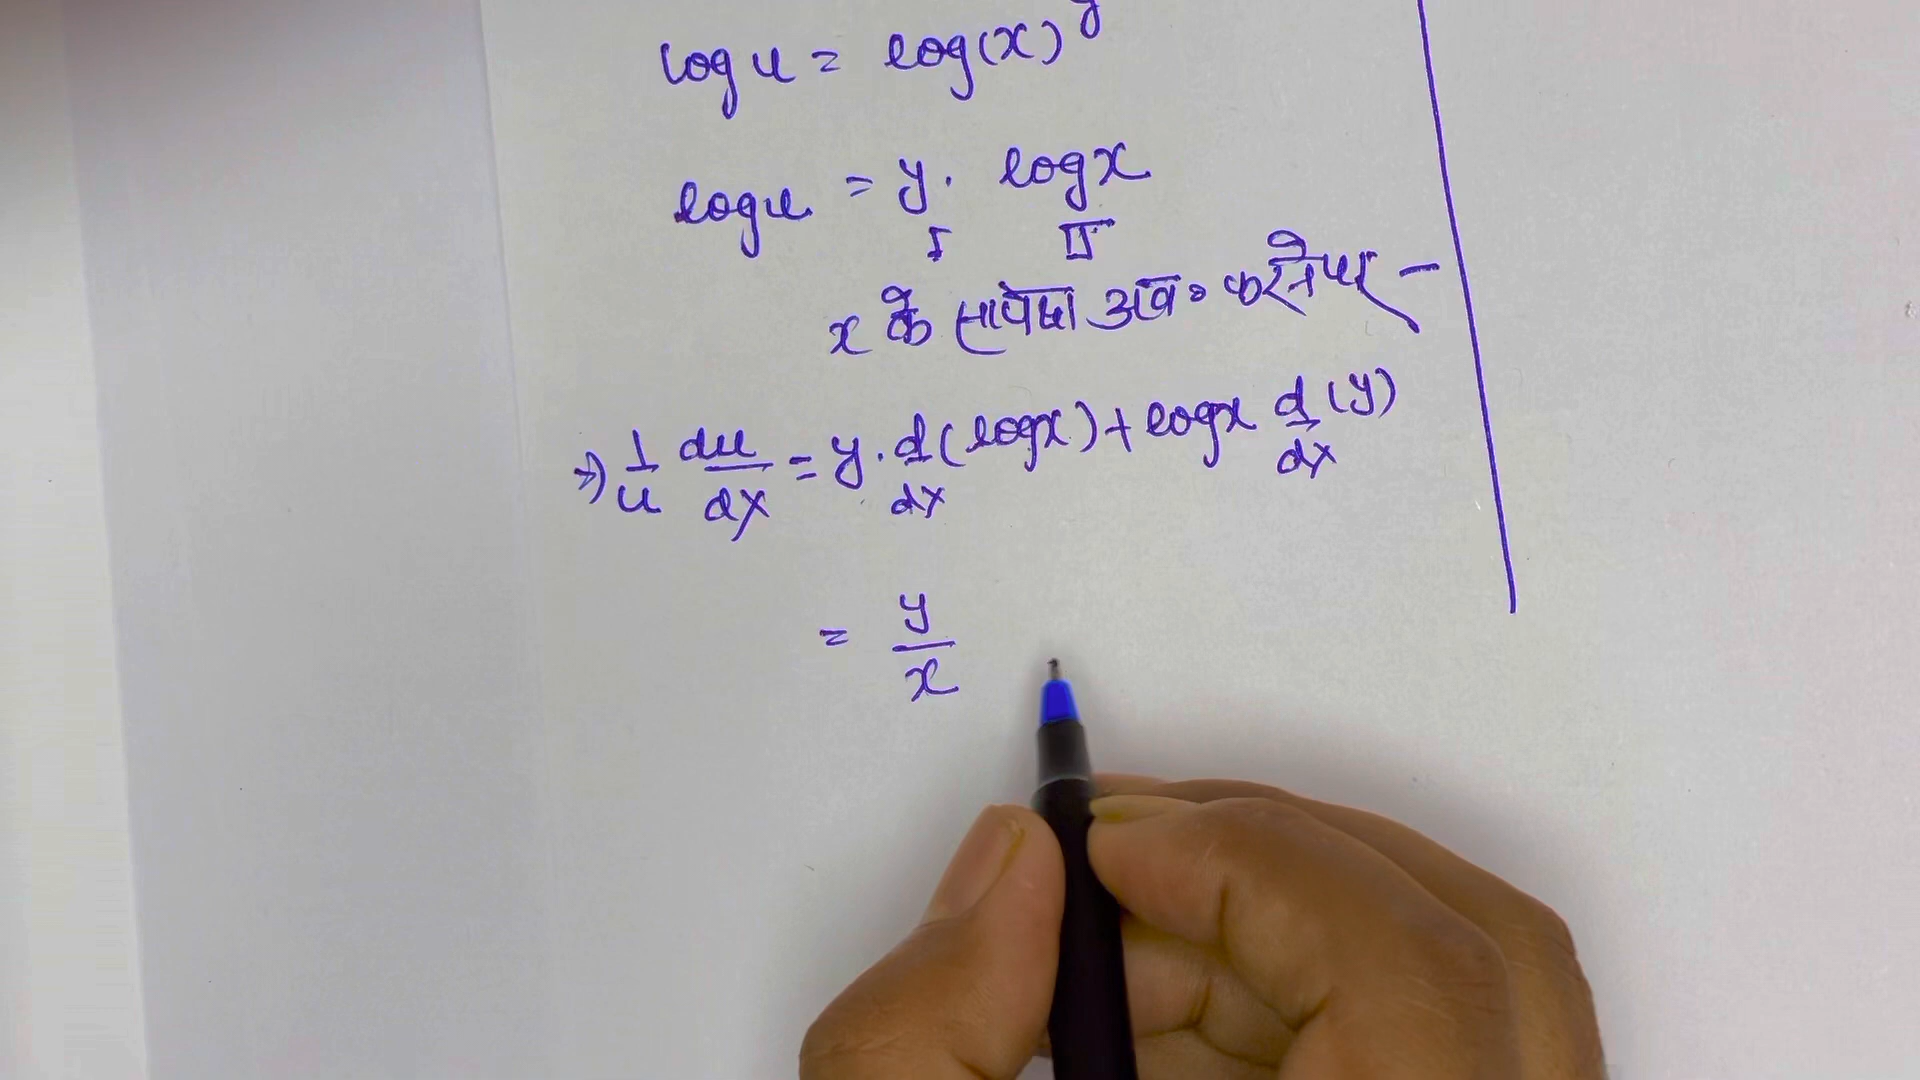 log u = log(x)^y
log u = y. log x
I II
x के सापेक्ष अव० करने पर -
⇒) 1/u du/dx = y. d/dx (log x) + log x d/dx (y)
= y/x